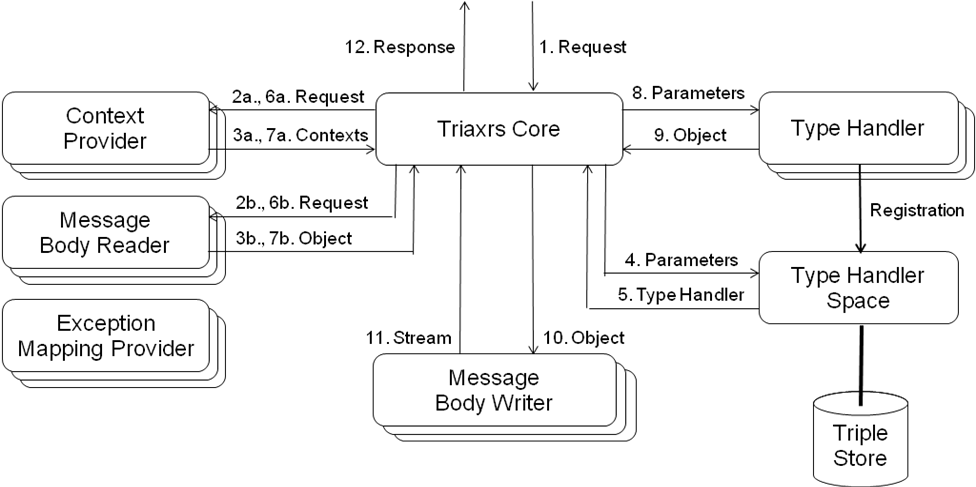 12. Response
1. Request
2a., 6a. Request
8. Parameters
Context
Provider
Triaxrs Core
Type Handler
3a., 7a. Contexts
9. Object
2b., 6b. Request
Registration
Message
Body Reader
3b., 7b. Object
4. Parameters
Type Handler
Space
5. Type Handler
Exception
Mapping Provider
11. Stream
10. Object
Message
Body Writer
Triple
Store